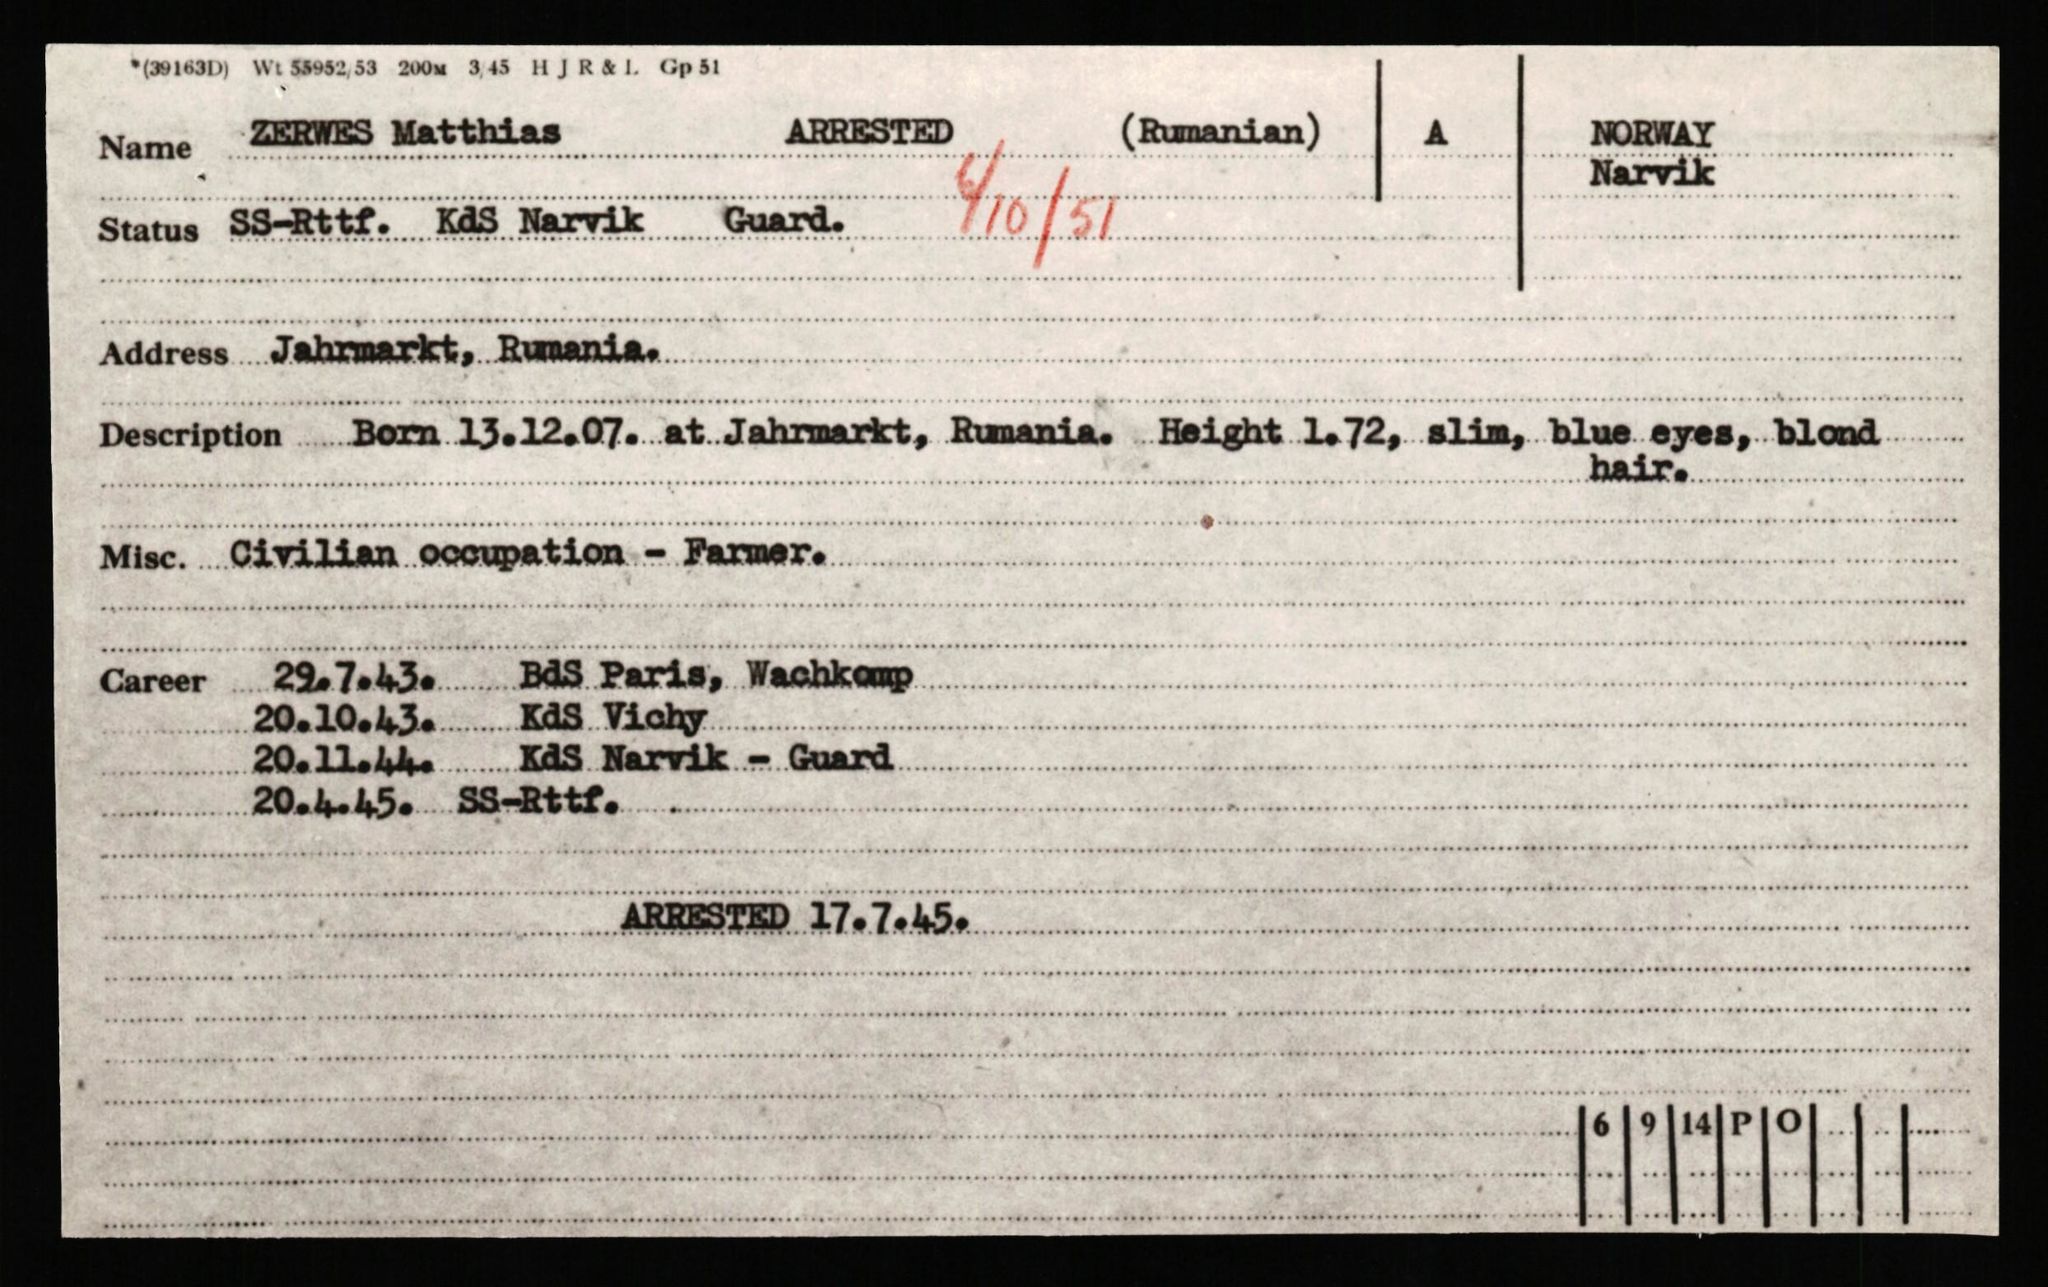 *(39163D) Wt 55952/53 200M 3/45 H J R & L Gp 51
Name ZERWES Matthias ARRESTED (Rumanian) A NORWAY
Narvik
Status SS-Rttf. KdS Narvik Guard. 6/10/51
Address Jahrmarkt, Rumania.
Description Born 13.12.07. at Jahrmarkt, Rumania. Height 1.72, slim, blue eyes, blond
hair.
Misc. Civilian occupation - Farmer.
Career 29.7.43. BdS Paris, Wachkomp
20.10.43. KdS Vichy
20.11.44. KdS Narvik - Guard
20.4.45. SS-Rttf.
ARRESTED 17.7.45.
6 9 14 P O